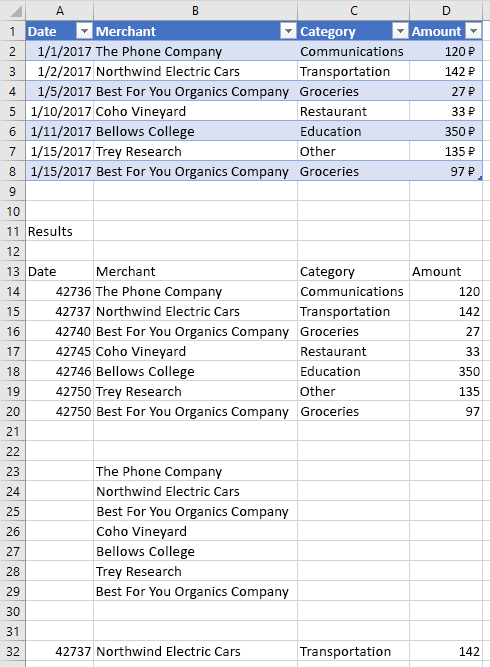 A B C D
1 Date Merchant Category Amount
2 1/1/2017 The Phone Company Communications 120 ₽
3 1/2/2017 Northwind Electric Cars Transportation 142 ₽
4 1/5/2017 Best For You Organics Company Groceries 27 ₽
5 1/10/2017 Coho Vineyard Restaurant 33 ₽
6 1/11/2017 Bellows College Education 350 ₽
7 1/15/2017 Trey Research Other 135 ₽
8 1/15/2017 Best For You Organics Company Groceries 97 ₽
9
10
11 Results
12
13 Date Merchant Category Amount
14 42736 The Phone Company Communications 120
15 42737 Northwind Electric Cars Transportation 142
16 42740 Best For You Organics Company Groceries 27
17 42745 Coho Vineyard Restaurant 33
18 42746 Bellows College Education 350
19 42750 Trey Research Other 135
20 42750 Best For You Organics Company Groceries 97
21
22
23 The Phone Company
24 Northwind Electric Cars
25 Best For You Organics Company
26 Coho Vineyard
27 Bellows College
28 Trey Research
29 Best For You Organics Company
30
31
32 42737 Northwind Electric Cars Transportation 142